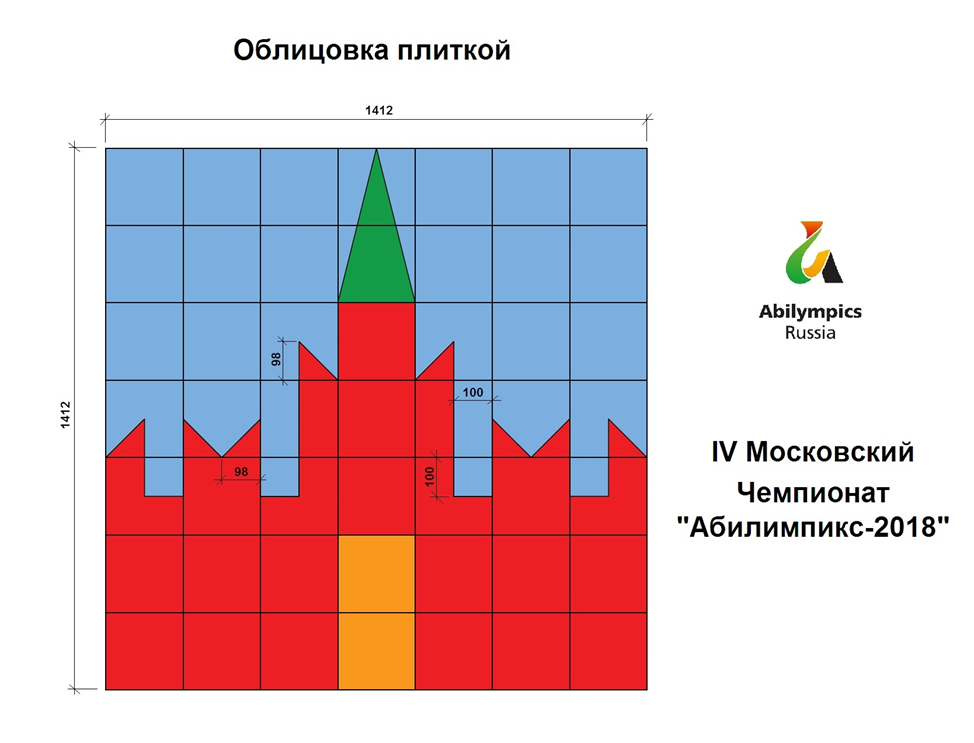 Облицовка плиткой
1412
1412
98
100
98
100
Abilympics
Russia
IV Московский
Чемпионат
"Абилимпикс-2018"